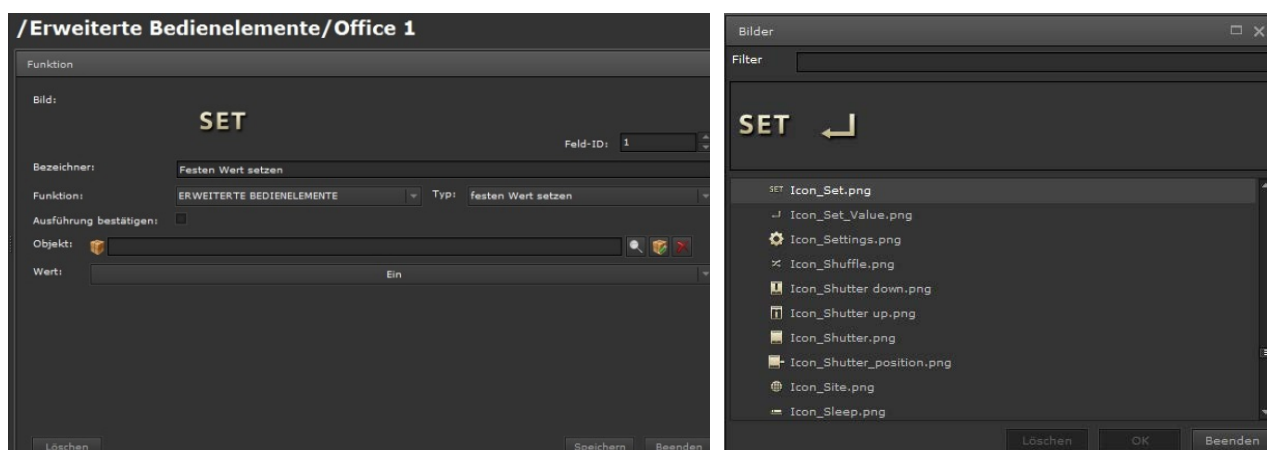 /Erweiterte Bedienelemente/Office 1
Funktion
Bild:
SET
Feld-ID: 1
Bezeichner: Festen Wert setzen
Funktion: ERWEITERTE BEDIENELEMENTE Typ: festen Wert setzen
Ausführung bestätigen:
Objekt:
Wert: Ein
Löschen Speichern Beenden
Bilder
Filter
SET
SET Icon_Set.png
Icon_Set_Value.png
Icon_Settings.png
Icon_Shuffle.png
Icon_Shutter down.png
Icon_Shutter up.png
Icon_Shutter.png
Icon_Shutter_position.png
Icon_Site.png
Icon_Sleep.png
Löschen OK Beenden